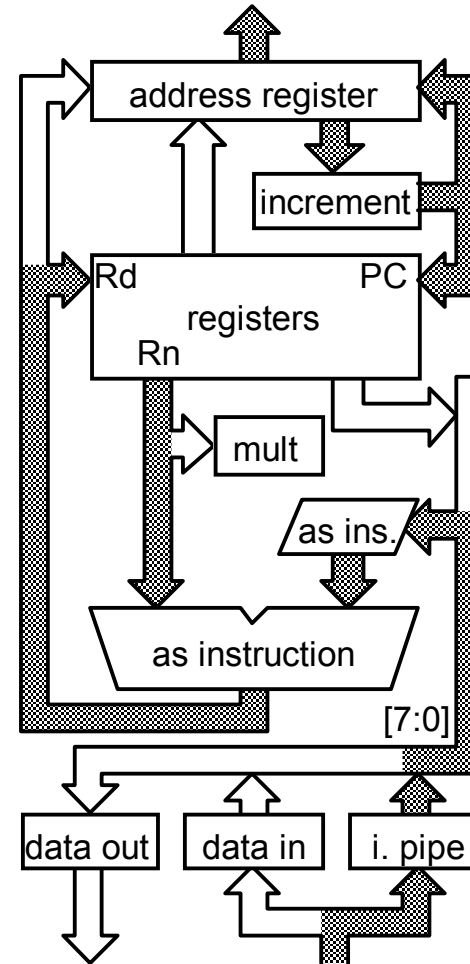 address register
increment
Rd
PC
registers
Rn
mult
as ins.
as instruction
[7:0]
data out
data in
i. pipe